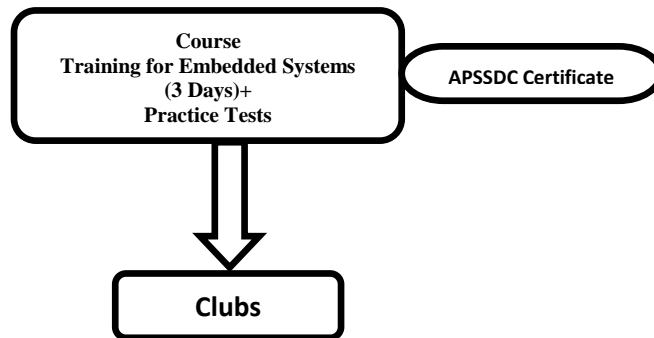 Course
Training for Embedded Systems
(3 Days)+
Practice Tests
APSSDC Certificate
Clubs